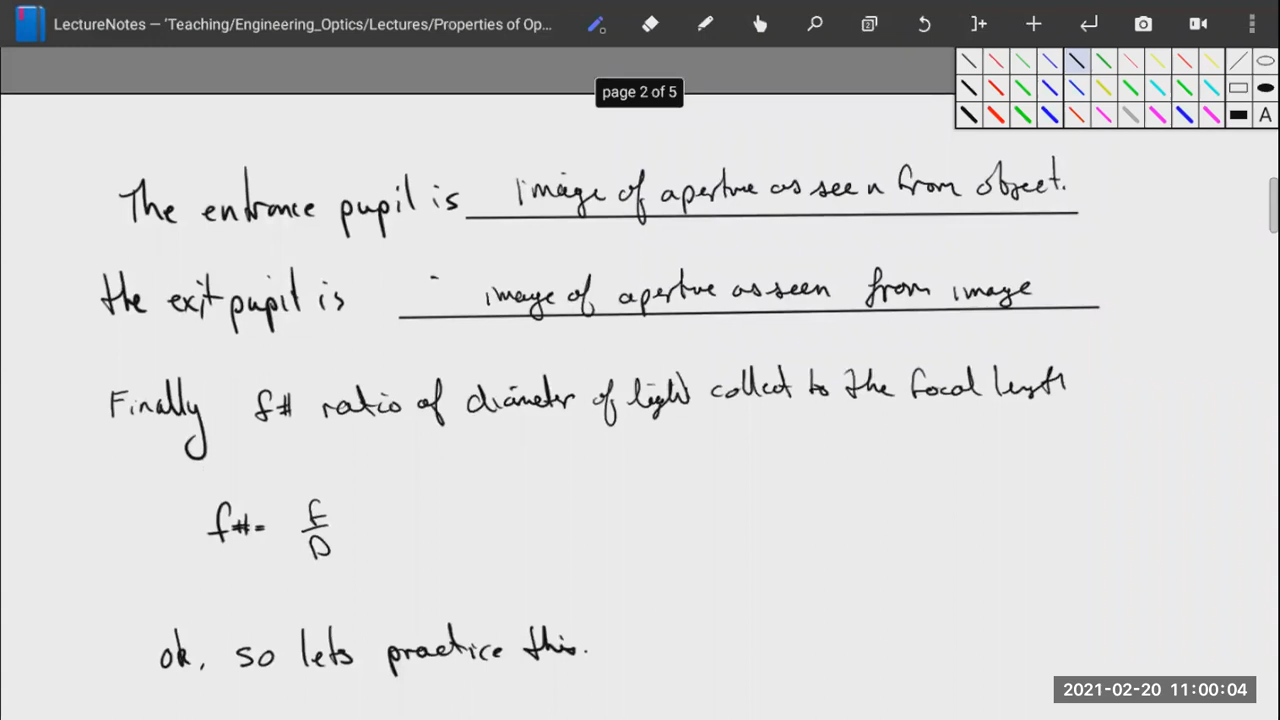 LectureNotes — 'Teaching/Engineering_Optics/Lectures/Properties of Op...
page 2 of 5
The entrance pupil is image of aperture as seen from object.
the exit pupil is image of aperture as seen from image
Finally f# ratio of diameter of light collect to the focal length
f#= f/D
ok, so lets practice this.
2021-02-20 11:00:04